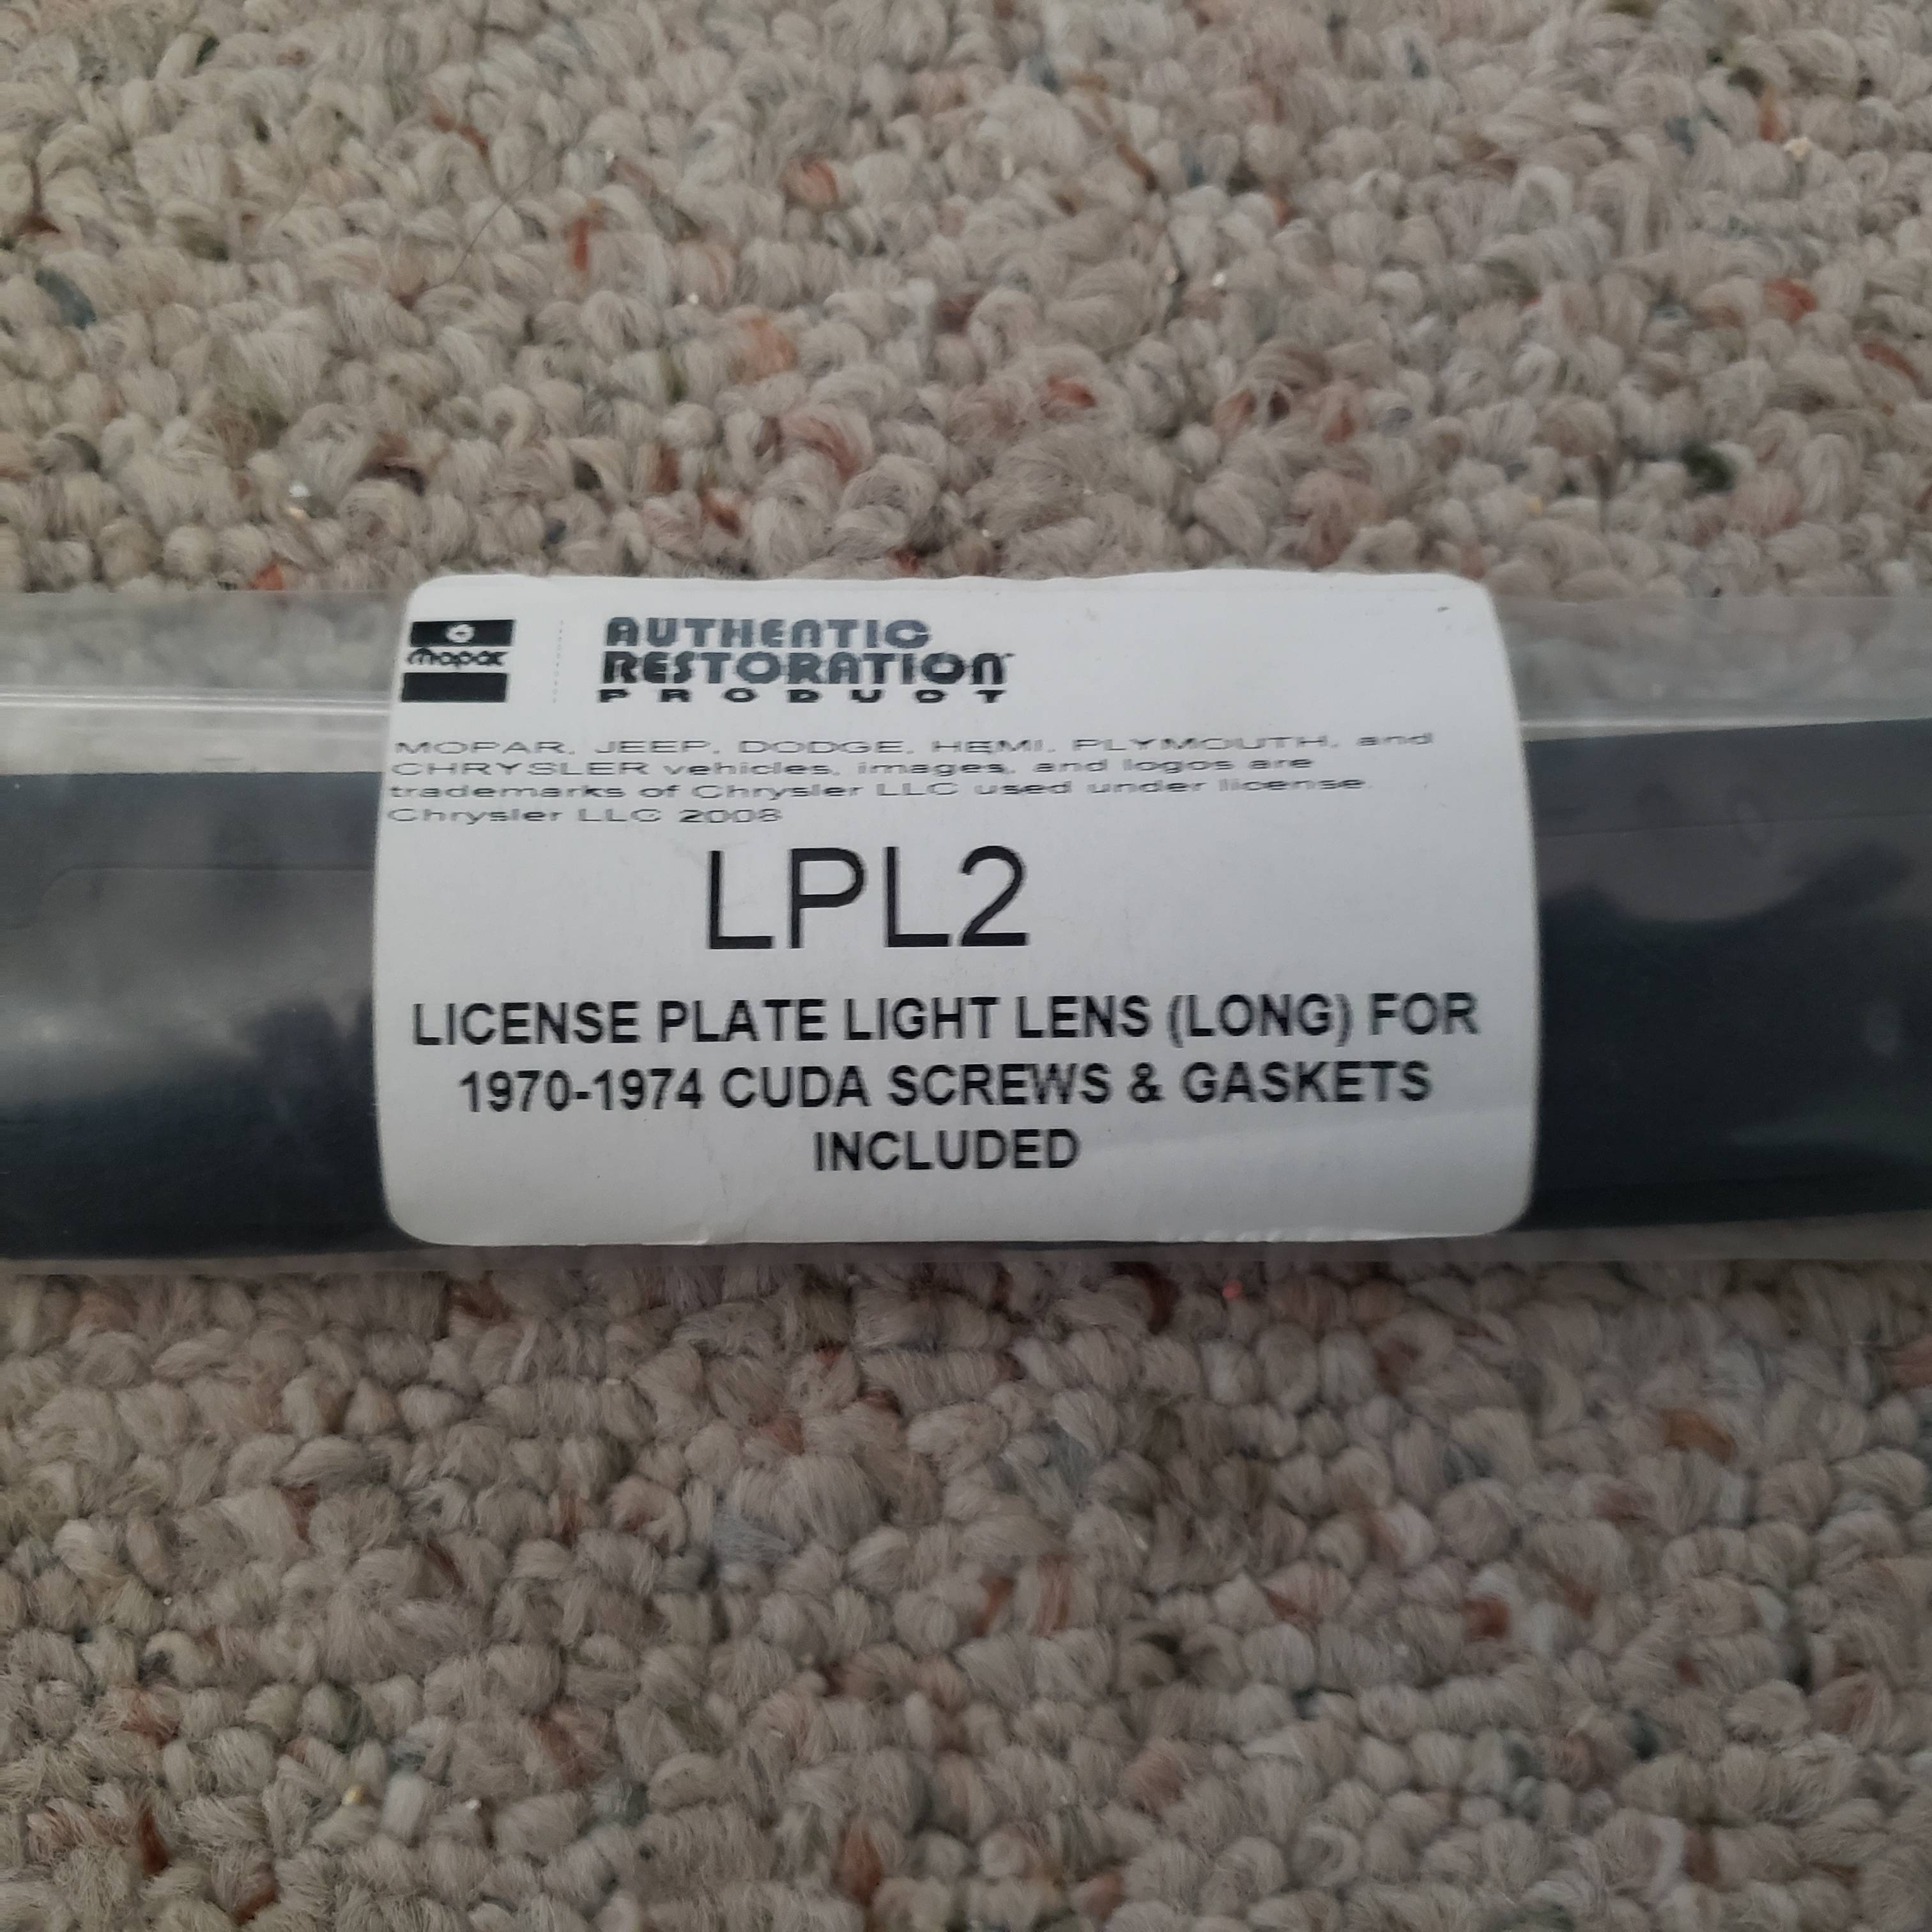 Mopar
AUTHENTIC
RESTORATION
PRODUCT
MOPAR, JEEP, DODGE, HEMI, PLYMOUTH, and
CHRYSLER vehicles, images, and logos are
trademarks of Chrysler LLC used under license.
Chrysler LLC 2008
LPL2
LICENSE PLATE LIGHT LENS (LONG) FOR
1970-1974 CUDA SCREWS & GASKETS
INCLUDED